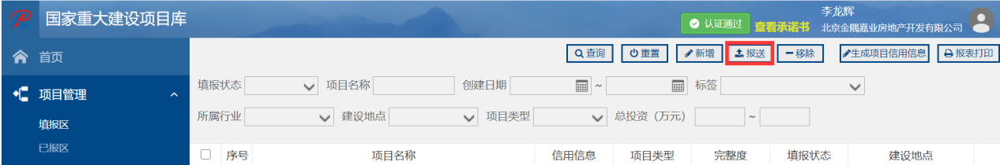 国家重大建设项目库
认证通过 查看承诺书
李龙辉
北京金隅嘉业房地产开发有限公司
首页
查询 重置 新增 报送 移除 生成项目信用信息 报表打印
项目管理
填报状态 项目名称 创建日期 ~ 标签
填报区
所属行业 建设地点 项目类型 总投资（万元） ~
已报区
序号 项目名称 信用信息 项目类型 完整度 填报状态 建设地点